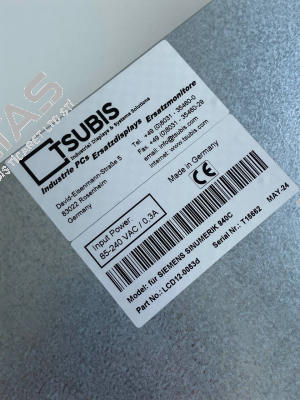 TSUBIS
Industrial Displays & Systems Solutions
Industrie PCs Ersatzdisplays Ersatzmonitore
David-Eisenmann-Straße 5
83022 Rosenheim
Germany
Tel. +49 (0)8031 - 35460-0
Fax. +49 (0)8031 - 35460-29
email: info@tsubis.com
internet: www.tsubis.com
Made in Germany
CE
Input Power:
85-240 VAC / 0.3A
Model: für SIEMENS SINUMERIK 840C
Part No.: LCD12-0083d
Serial Nr.: T18662
MAY.-24